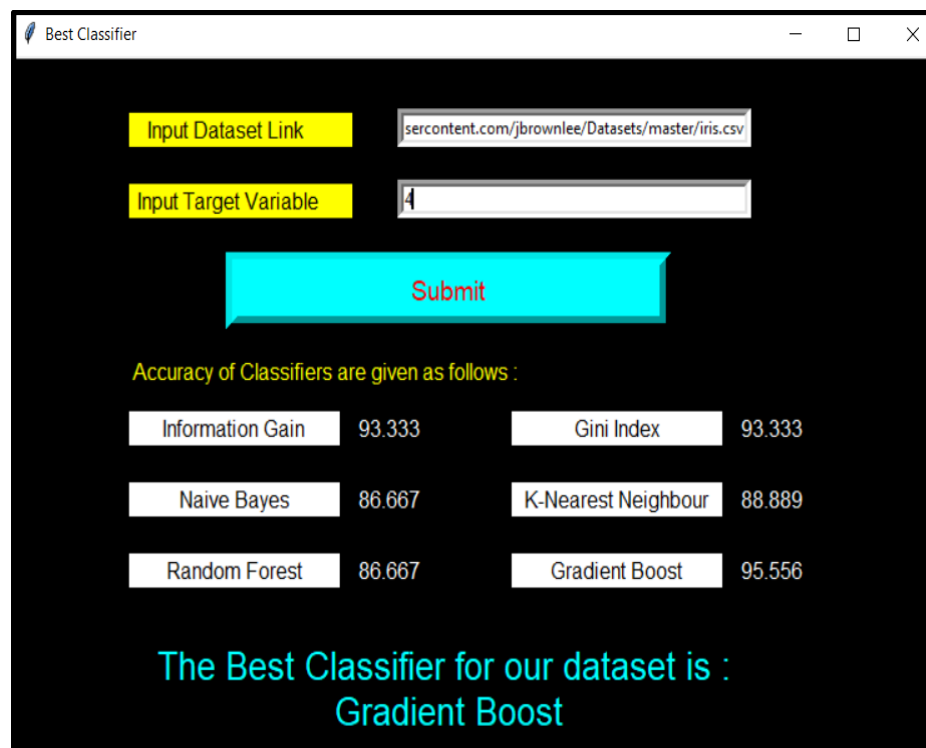 Best Classifier
Input Dataset Link sercontent.com/jbrownlee/Datasets/master/iris.csv
Input Target Variable 4
Submit
Accuracy of Classifiers are given as follows :
Information Gain 93.333 Gini Index 93.333
Naive Bayes 86.667 K-Nearest Neighbour 88.889
Random Forest 86.667 Gradient Boost 95.556
The Best Classifier for our dataset is :
Gradient Boost